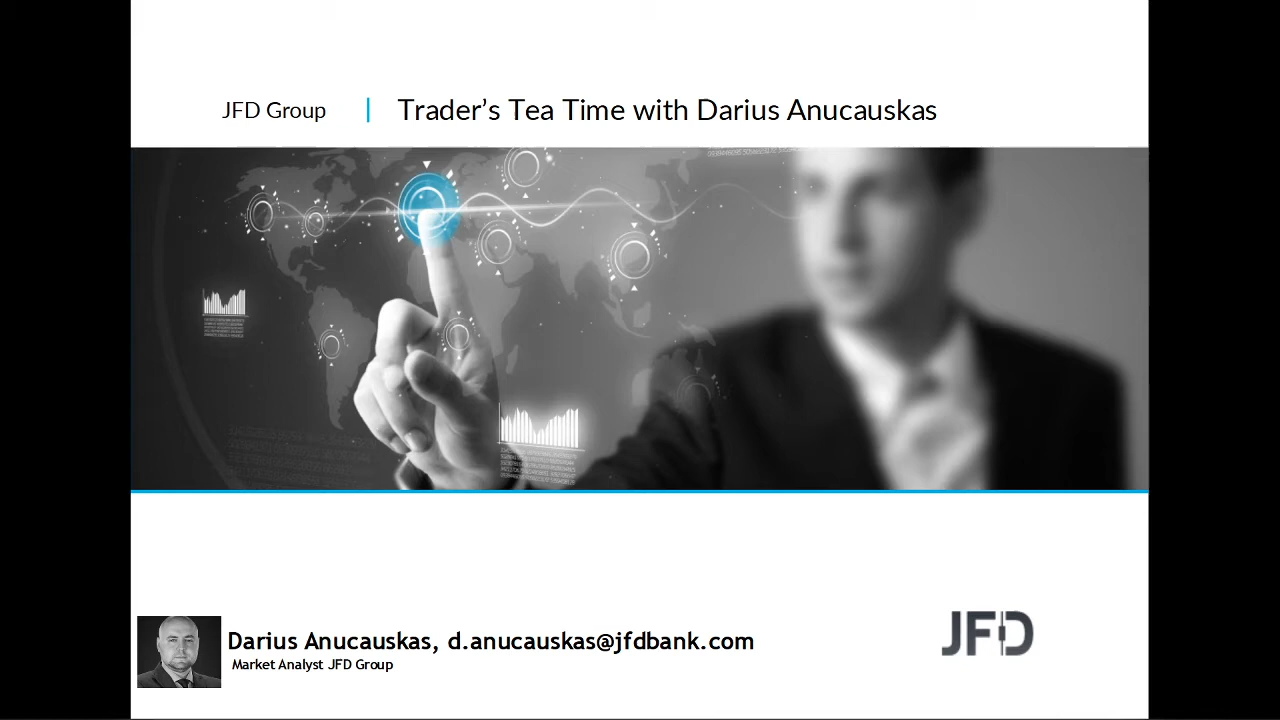 JFD Group | Trader's Tea Time with Darius Anucauskas
Darius Anucauskas, d.anucauskas@jfdbank.com
Market Analyst JFD Group
JFD